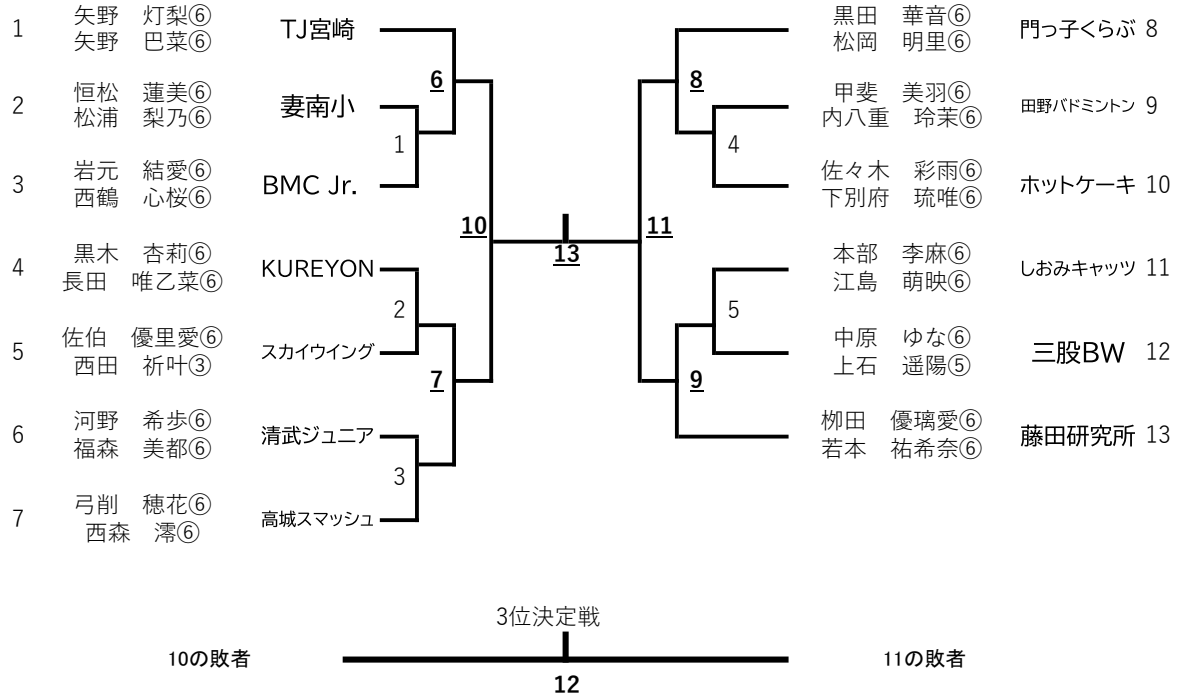 1 矢野　灯梨⑥ TJ宮崎
矢野　巴菜⑥
2 恒松　蓮美⑥ 妻南小
松浦　梨乃⑥
3 岩元　結愛⑥ BMC Jr.
西鶴　心桜⑥
4 黒木　杏莉⑥ KUREYON
長田　唯乙菜⑥
5 佐伯　優里愛⑥ スカイウイング
西田　祈叶③
6 河野　希歩⑥ 清武ジュニア
福森　美都⑥
7 弓削　穂花⑥ 高城スマッシュ
西森　澪⑥
6
1
10
2
7
3
13
8
4
11
5
9
黒田　華音⑥ 門っ子くらぶ 8
松岡　明里⑥
甲斐　美羽⑥ 田野バドミントン 9
内八重　玲茉⑥
佐々木　彩雨⑥ ホットケーキ 10
下別府　琉唯⑥
本部　李麻⑥ しおみキャッツ 11
江島　萌映⑥
中原　ゆな⑥ 三股BW 12
上石　遥陽⑤
栁田　優璃愛⑥ 藤田研究所 13
若本　祐希奈⑥
3位決定戦
10の敗者 11の敗者
12